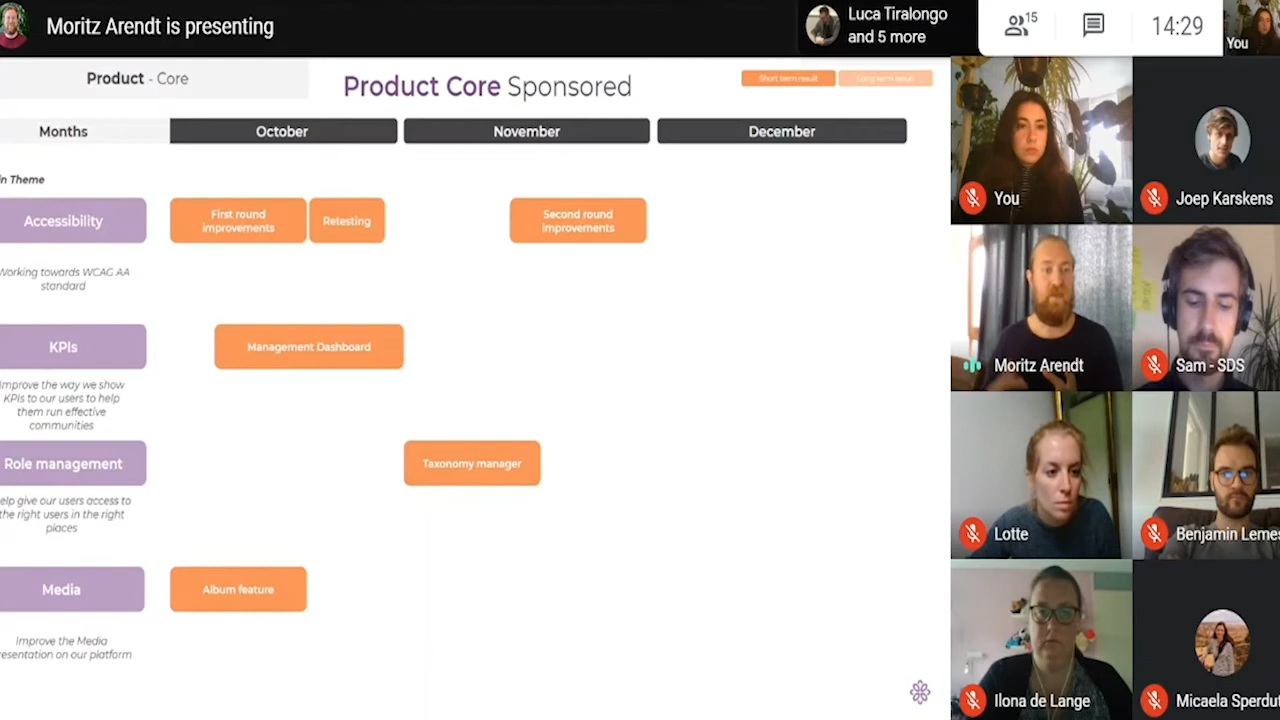 Moritz Arendt is presenting
Luca Tiralongo
and 5 more
15
14:29
You
Product - Core
Product Core Sponsored
Short term result
Long term result
Months
October
November
December
in Theme
Accessibility
First round
improvements
Retesting
Second round
improvements
Working towards WCAG AA
standard
KPIs
Management Dashboard
Improve the way we show
KPIs to our users to help
them run effective
communities
Role management
Taxonomy manager
elp give our users access to
the right users in the right
places
Media
Album feature
Improve the Media
resentation on our platform
You
Joep Karskens
Moritz Arendt
Sam - SDS
Lotte
Benjamin Lemes
Ilona de Lange
Micaela Sperdut